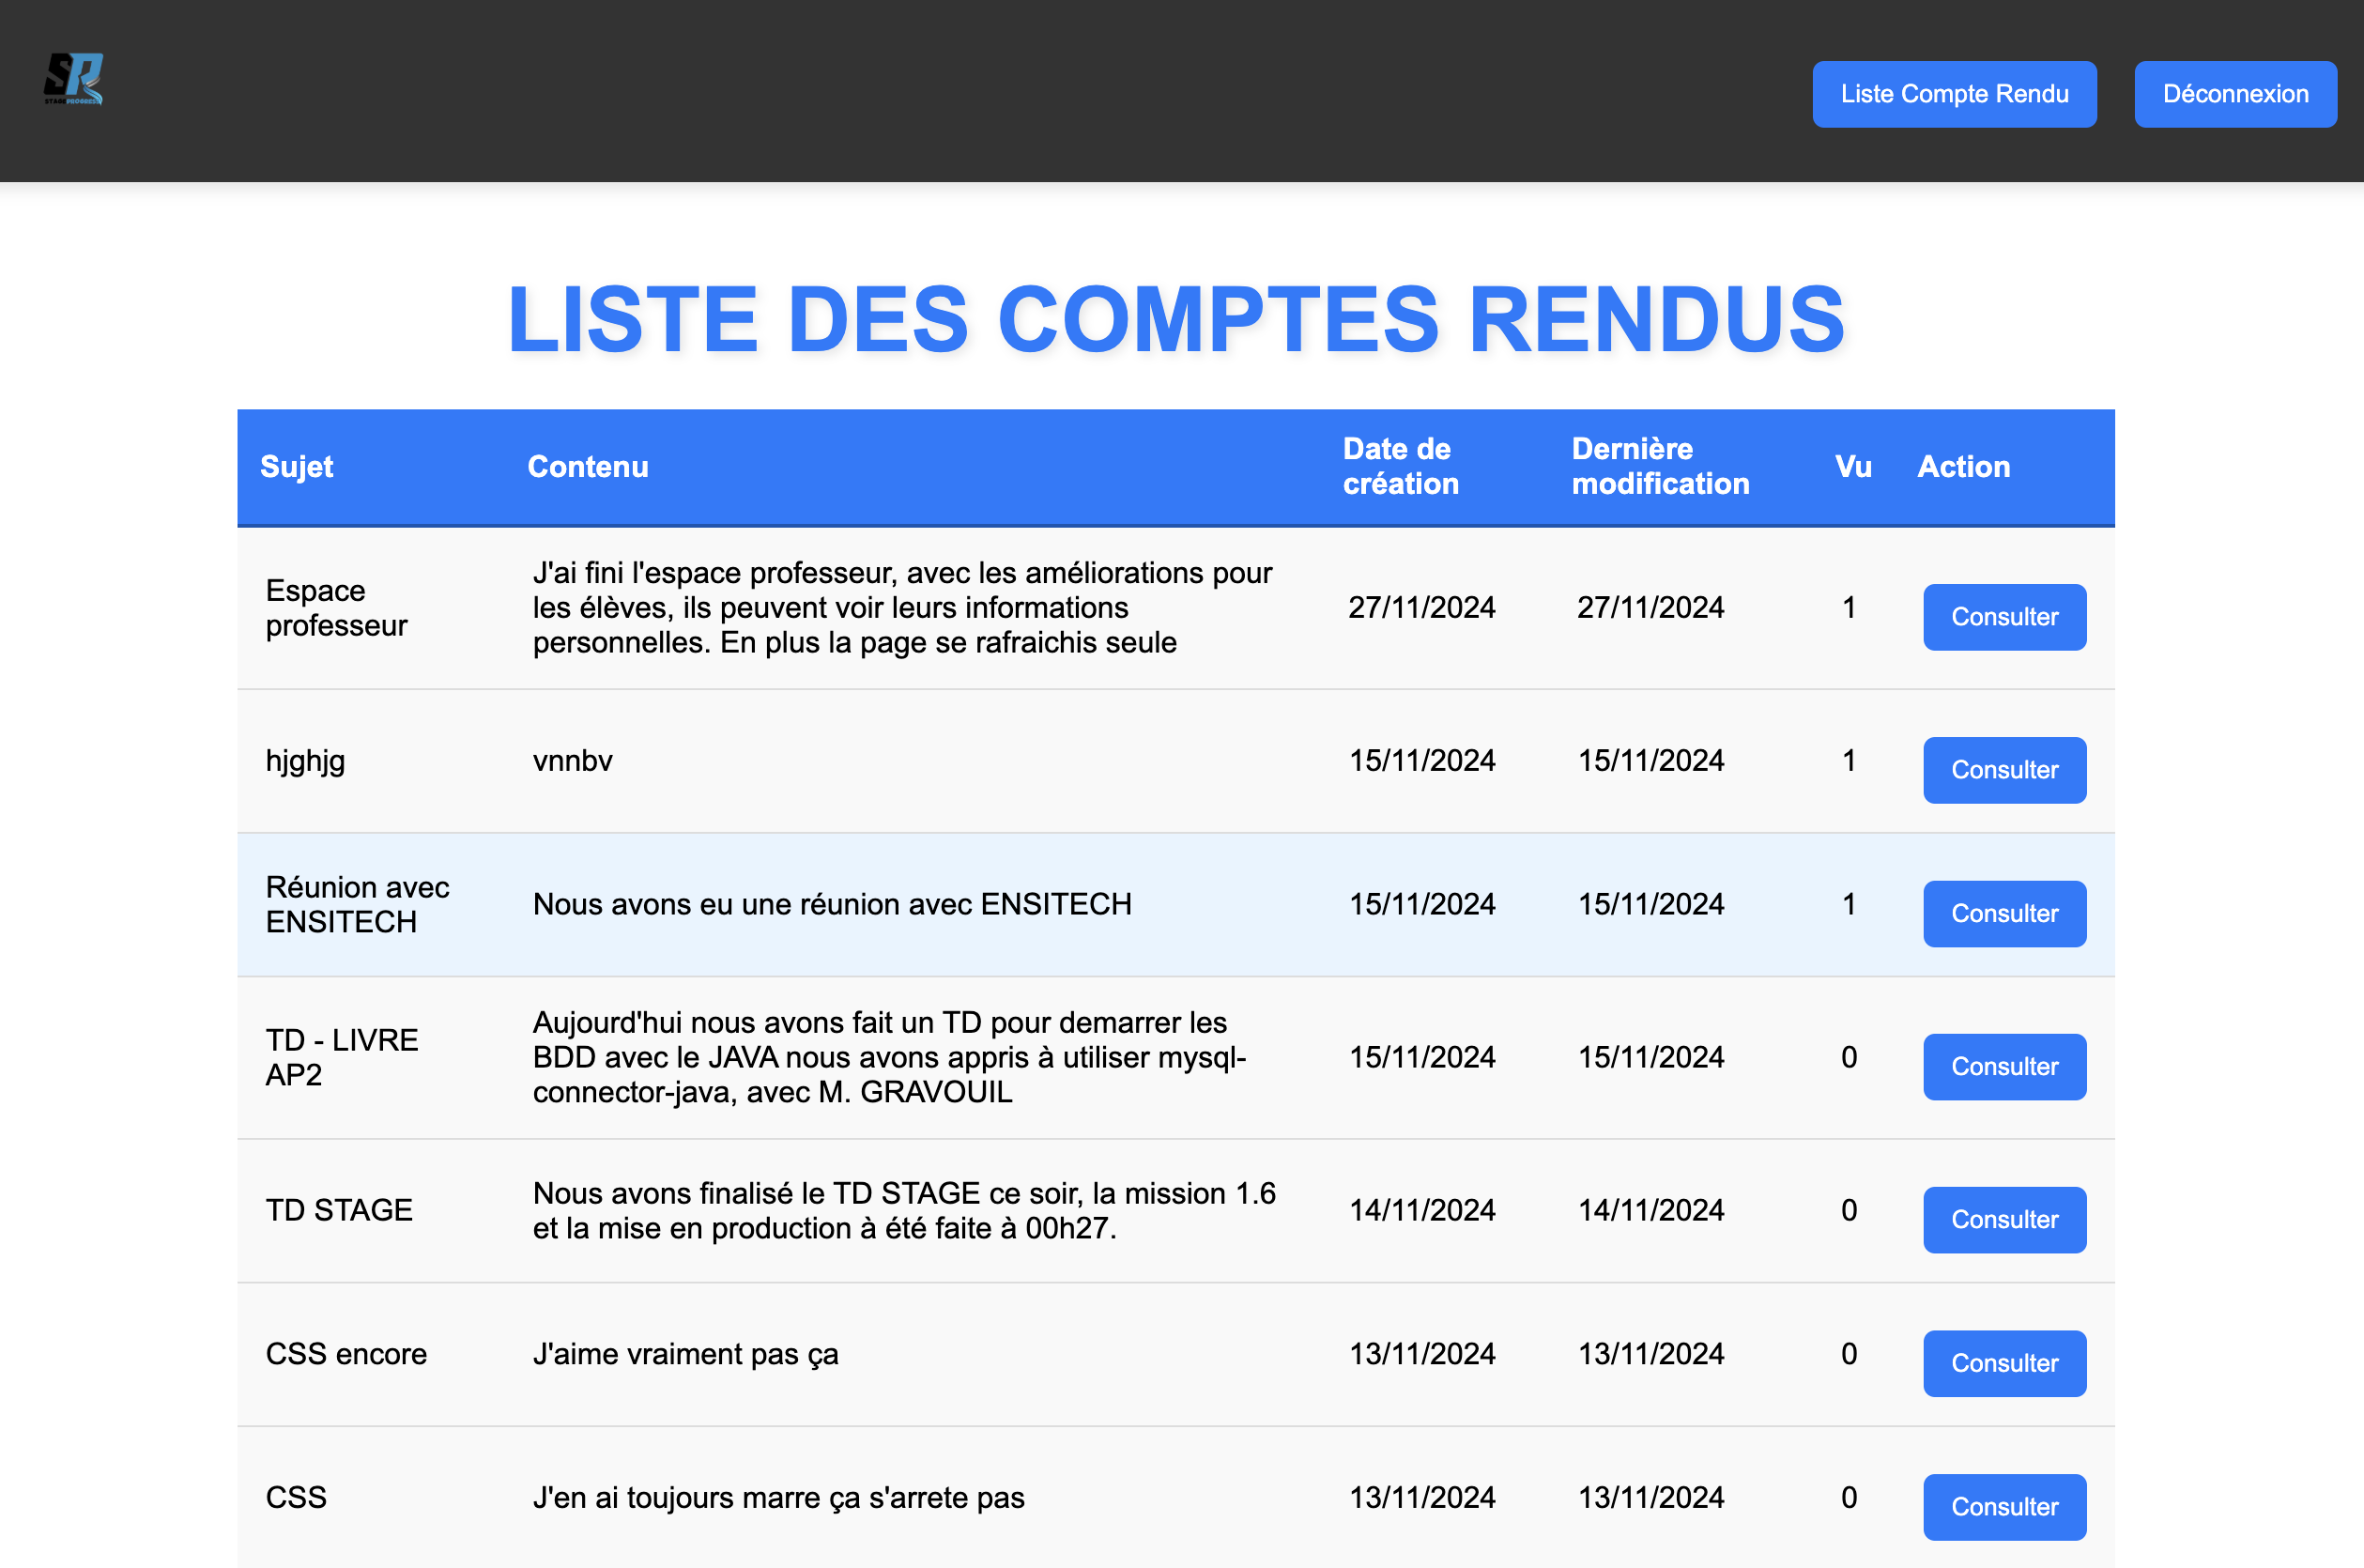 SR
STAGEPROGRESS
Liste Compte Rendu
Déconnexion
LISTE DES COMPTES RENDUS
Sujet
Contenu
Date de
création
Dernière
modification
Vu
Action
Espace
professeur
J'ai fini l'espace professeur, avec les améliorations pour
les élèves, ils peuvent voir leurs informations
personnelles. En plus la page se rafraichis seule
27/11/2024
27/11/2024
1
Consulter
hjghjg
vnnbv
15/11/2024
15/11/2024
1
Consulter
Réunion avec
ENSITECH
Nous avons eu une réunion avec ENSITECH
15/11/2024
15/11/2024
1
Consulter
TD - LIVRE
AP2
Aujourd'hui nous avons fait un TD pour demarrer les
BDD avec le JAVA nous avons appris à utiliser mysql-
connector-java, avec M. GRAVOUIL
15/11/2024
15/11/2024
0
Consulter
TD STAGE
Nous avons finalisé le TD STAGE ce soir, la mission 1.6
et la mise en production à été faite à 00h27.
14/11/2024
14/11/2024
0
Consulter
CSS encore
J'aime vraiment pas ça
13/11/2024
13/11/2024
0
Consulter
CSS
J'en ai toujours marre ça s'arrete pas
13/11/2024
13/11/2024
0
Consulter